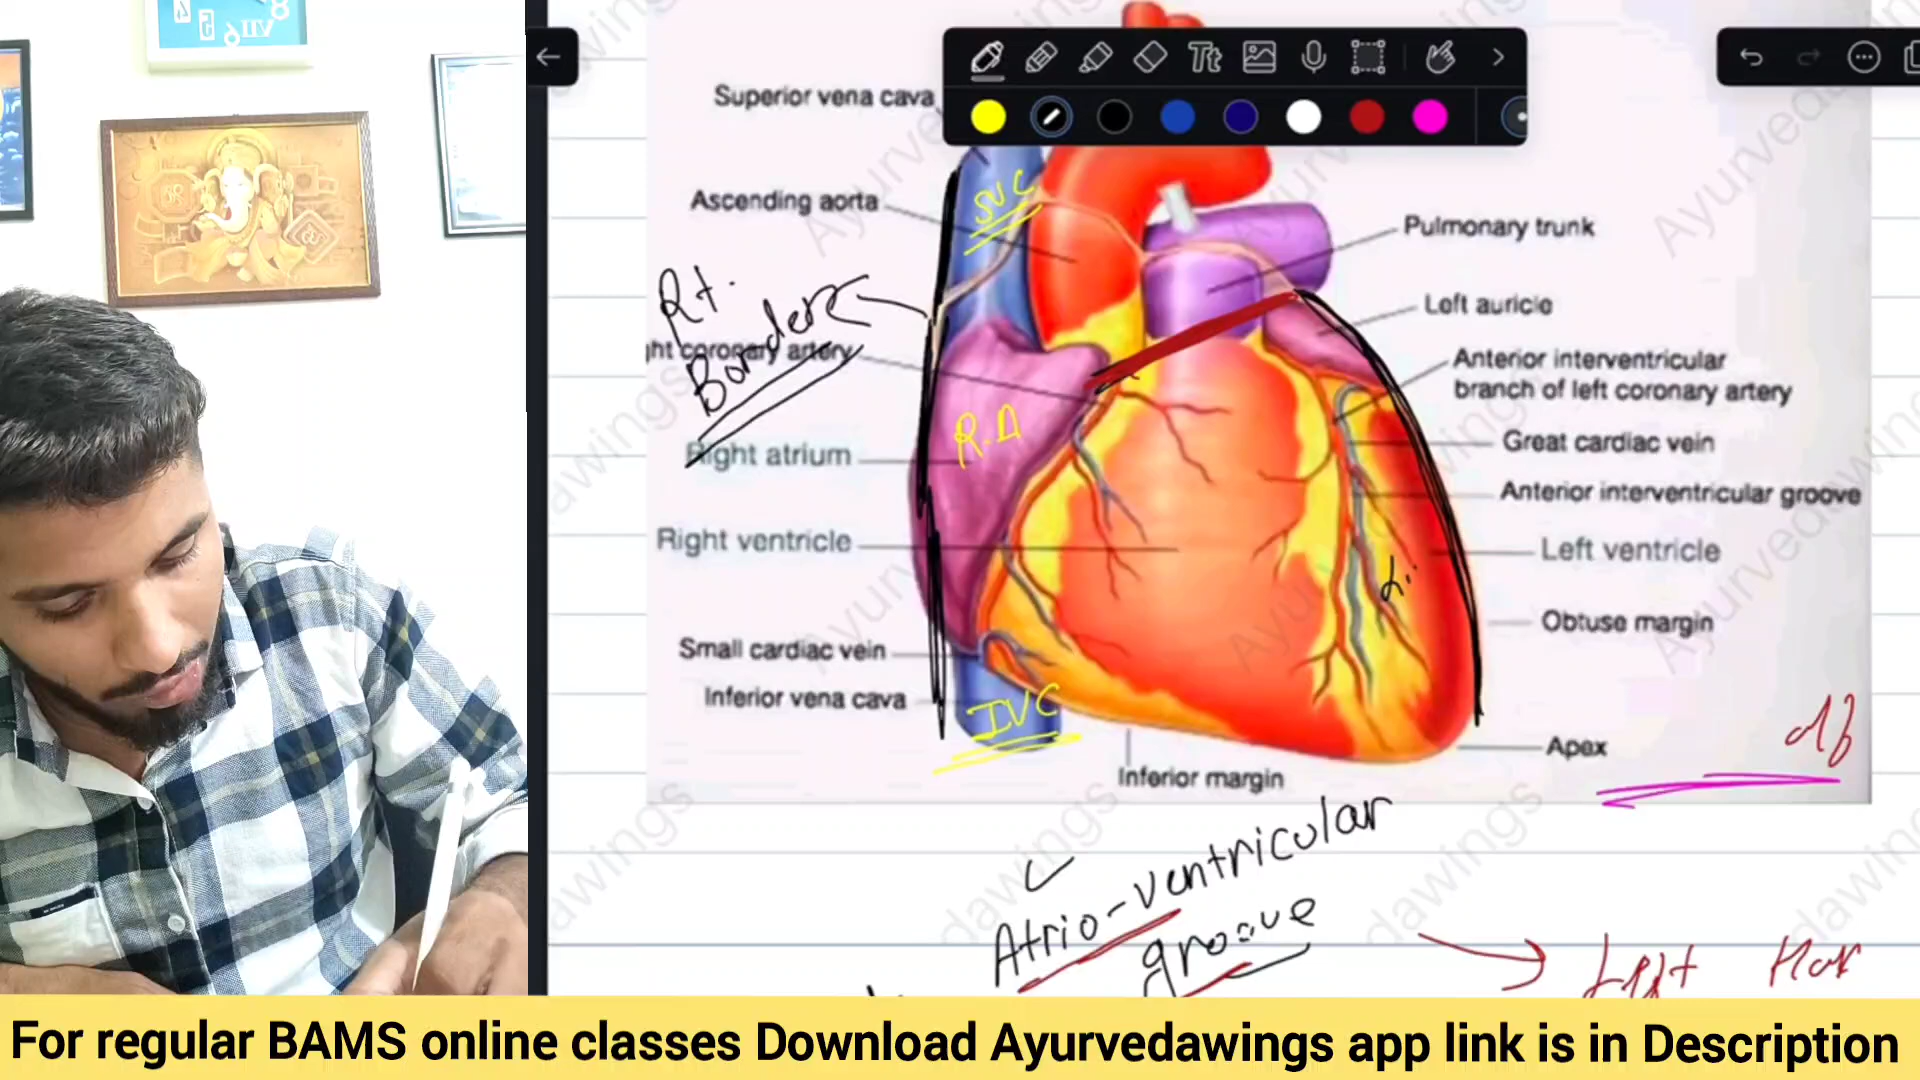 Superior vena cava
SVC
Ascending aorta
Pulmonary trunk
Rt.
Border
Left auricle
ght coronary artery
Anterior interventricular
branch of left coronary artery
R.A
Right atrium
Great cardiac vein
Anterior interventricular groove
Right ventricle
Left ventricle
Obtuse margin
Small cardiac vein
Inferior vena cava
IVC
Apex
Inferior margin
Atrio-ventricular
groove
Left
For regular BAMS online classes Download Ayurvedawings app link is in Description